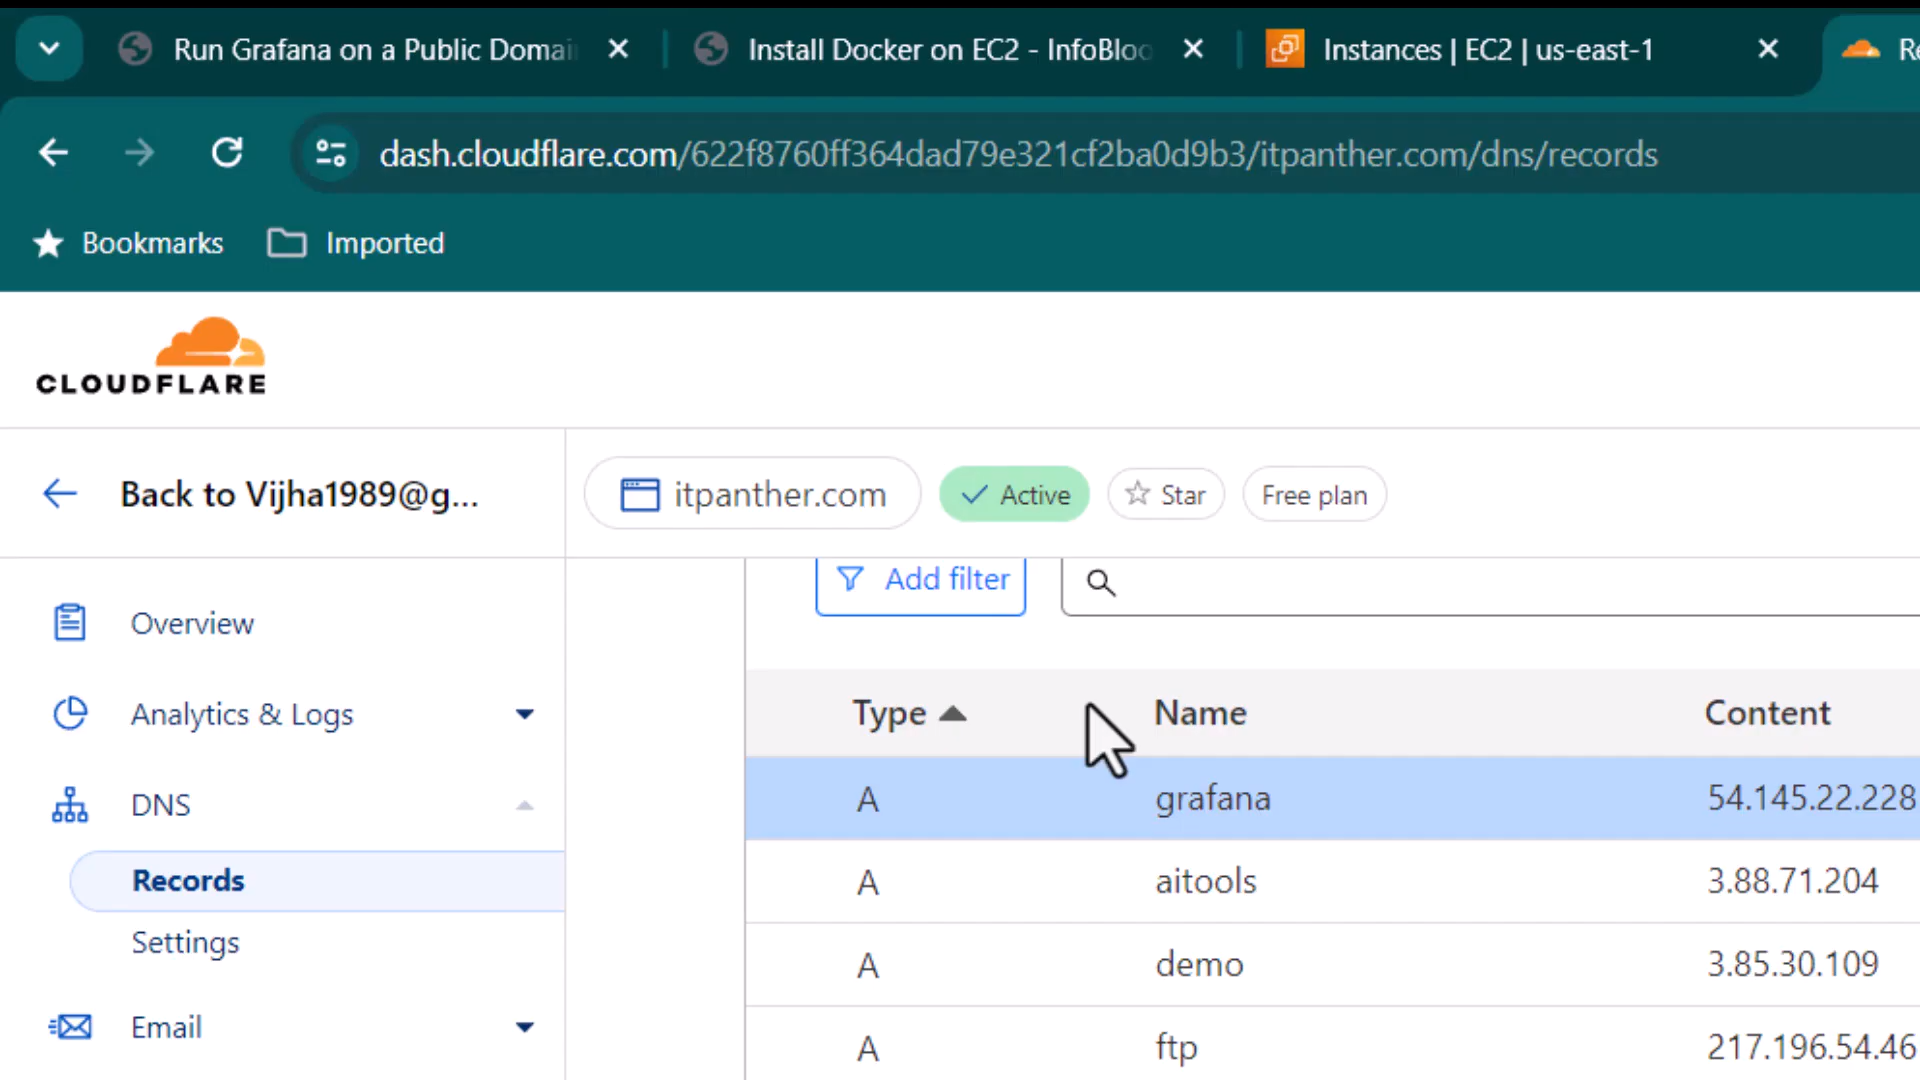 Run Grafana on a Public Domai
Install Docker on EC2 - InfoBloc
Instances | EC2 | us-east-1
dash.cloudflare.com/622f8760ff364dad79e321cf2ba0d9b3/itpanther.com/dns/records
Bookmarks
Imported
CLOUDFLARE
Back to Vijha1989@g...
itpanther.com
Active
Star
Free plan
Overview
Analytics & Logs
DNS
Records
Settings
Email
Add filter
Type Name Content
A grafana 54.145.22.228
A aitools 3.88.71.204
A demo 3.85.30.109
A ftp 217.196.54.46